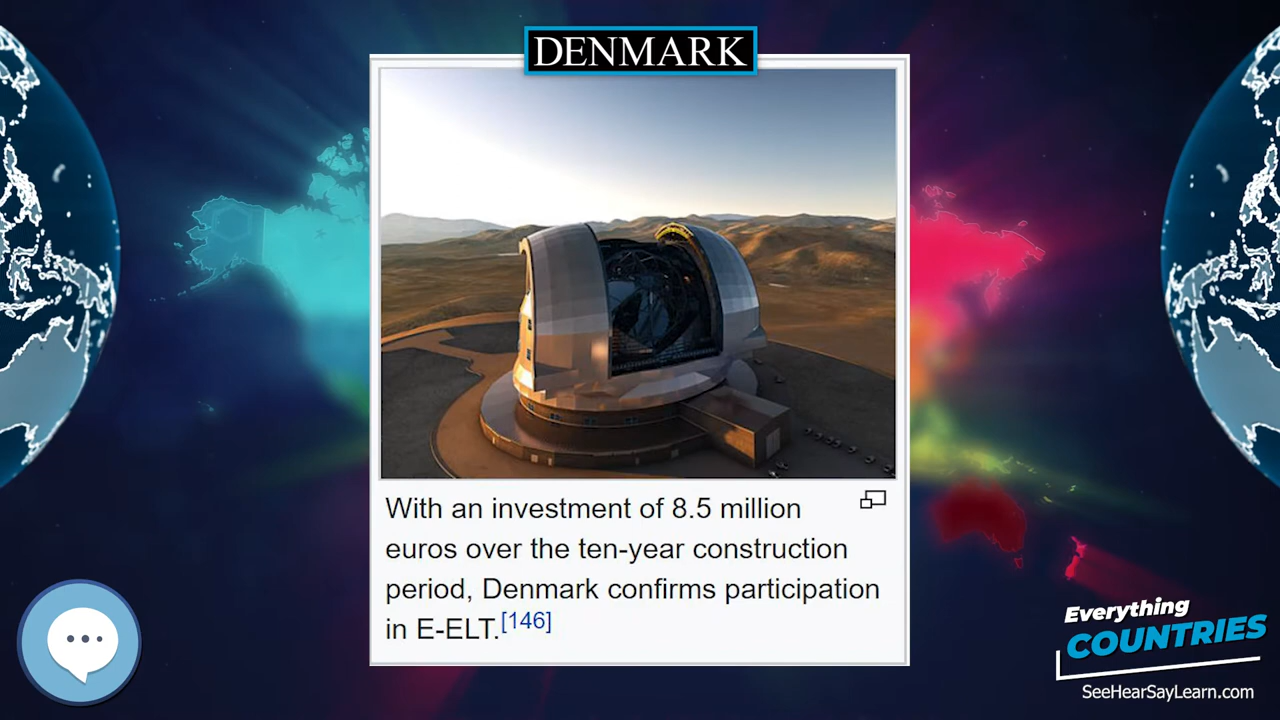 DENMARK
With an investment of 8.5 million
euros over the ten-year construction
period, Denmark confirms participation
in E-ELT.[146]
Everything
COUNTRIES
SeeHearSayLearn.com